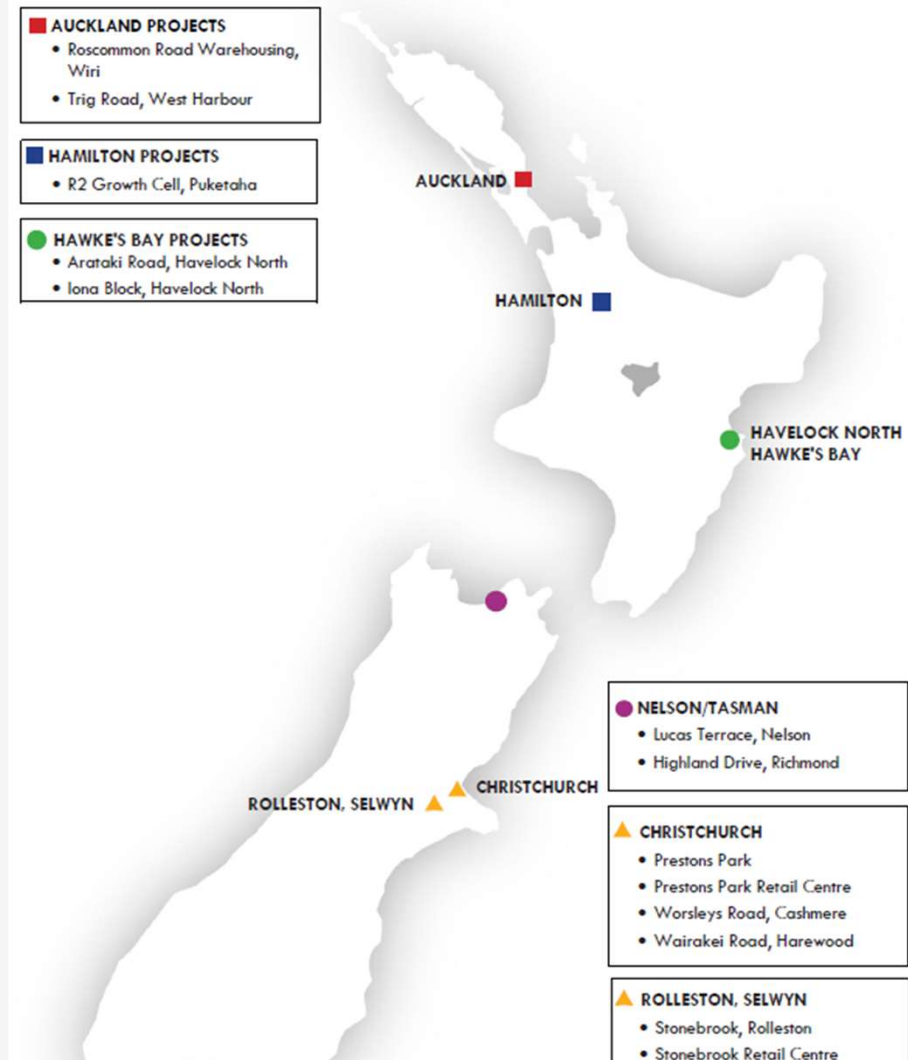 AUCKLAND PROJECTS
• Roscommon Road Warehousing,
Wiri
• Trig Road, West Harbour
HAMILTON PROJECTS
• R2 Growth Cell, Puketaha
HAWKE'S BAY PROJECTS
• Arataki Road, Havelock North
• Iona Block, Havelock North
AUCKLAND
HAMILTON
HAVELOCK NORTH
HAWKE'S BAY
CHRISTCHURCH
ROLLESTON, SELWYN
NELSON/TASMAN
• Lucas Terrace, Nelson
• Highland Drive, Richmond
CHRISTCHURCH
• Prestons Park
• Prestons Park Retail Centre
• Worsleys Road, Cashmere
• Wairakei Road, Harewood
ROLLESTON, SELWYN
• Stonebrook, Rolleston
• Stonebrook Retail Centre